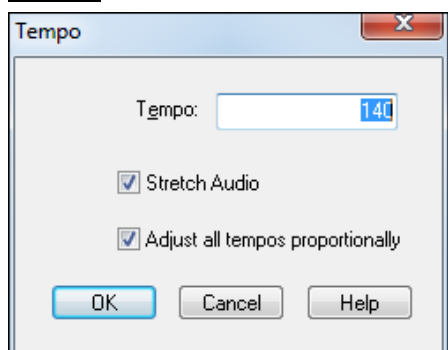 Tempo
Tempo: 140
Stretch Audio
Adjust all tempos proportionally
OK Cancel Help